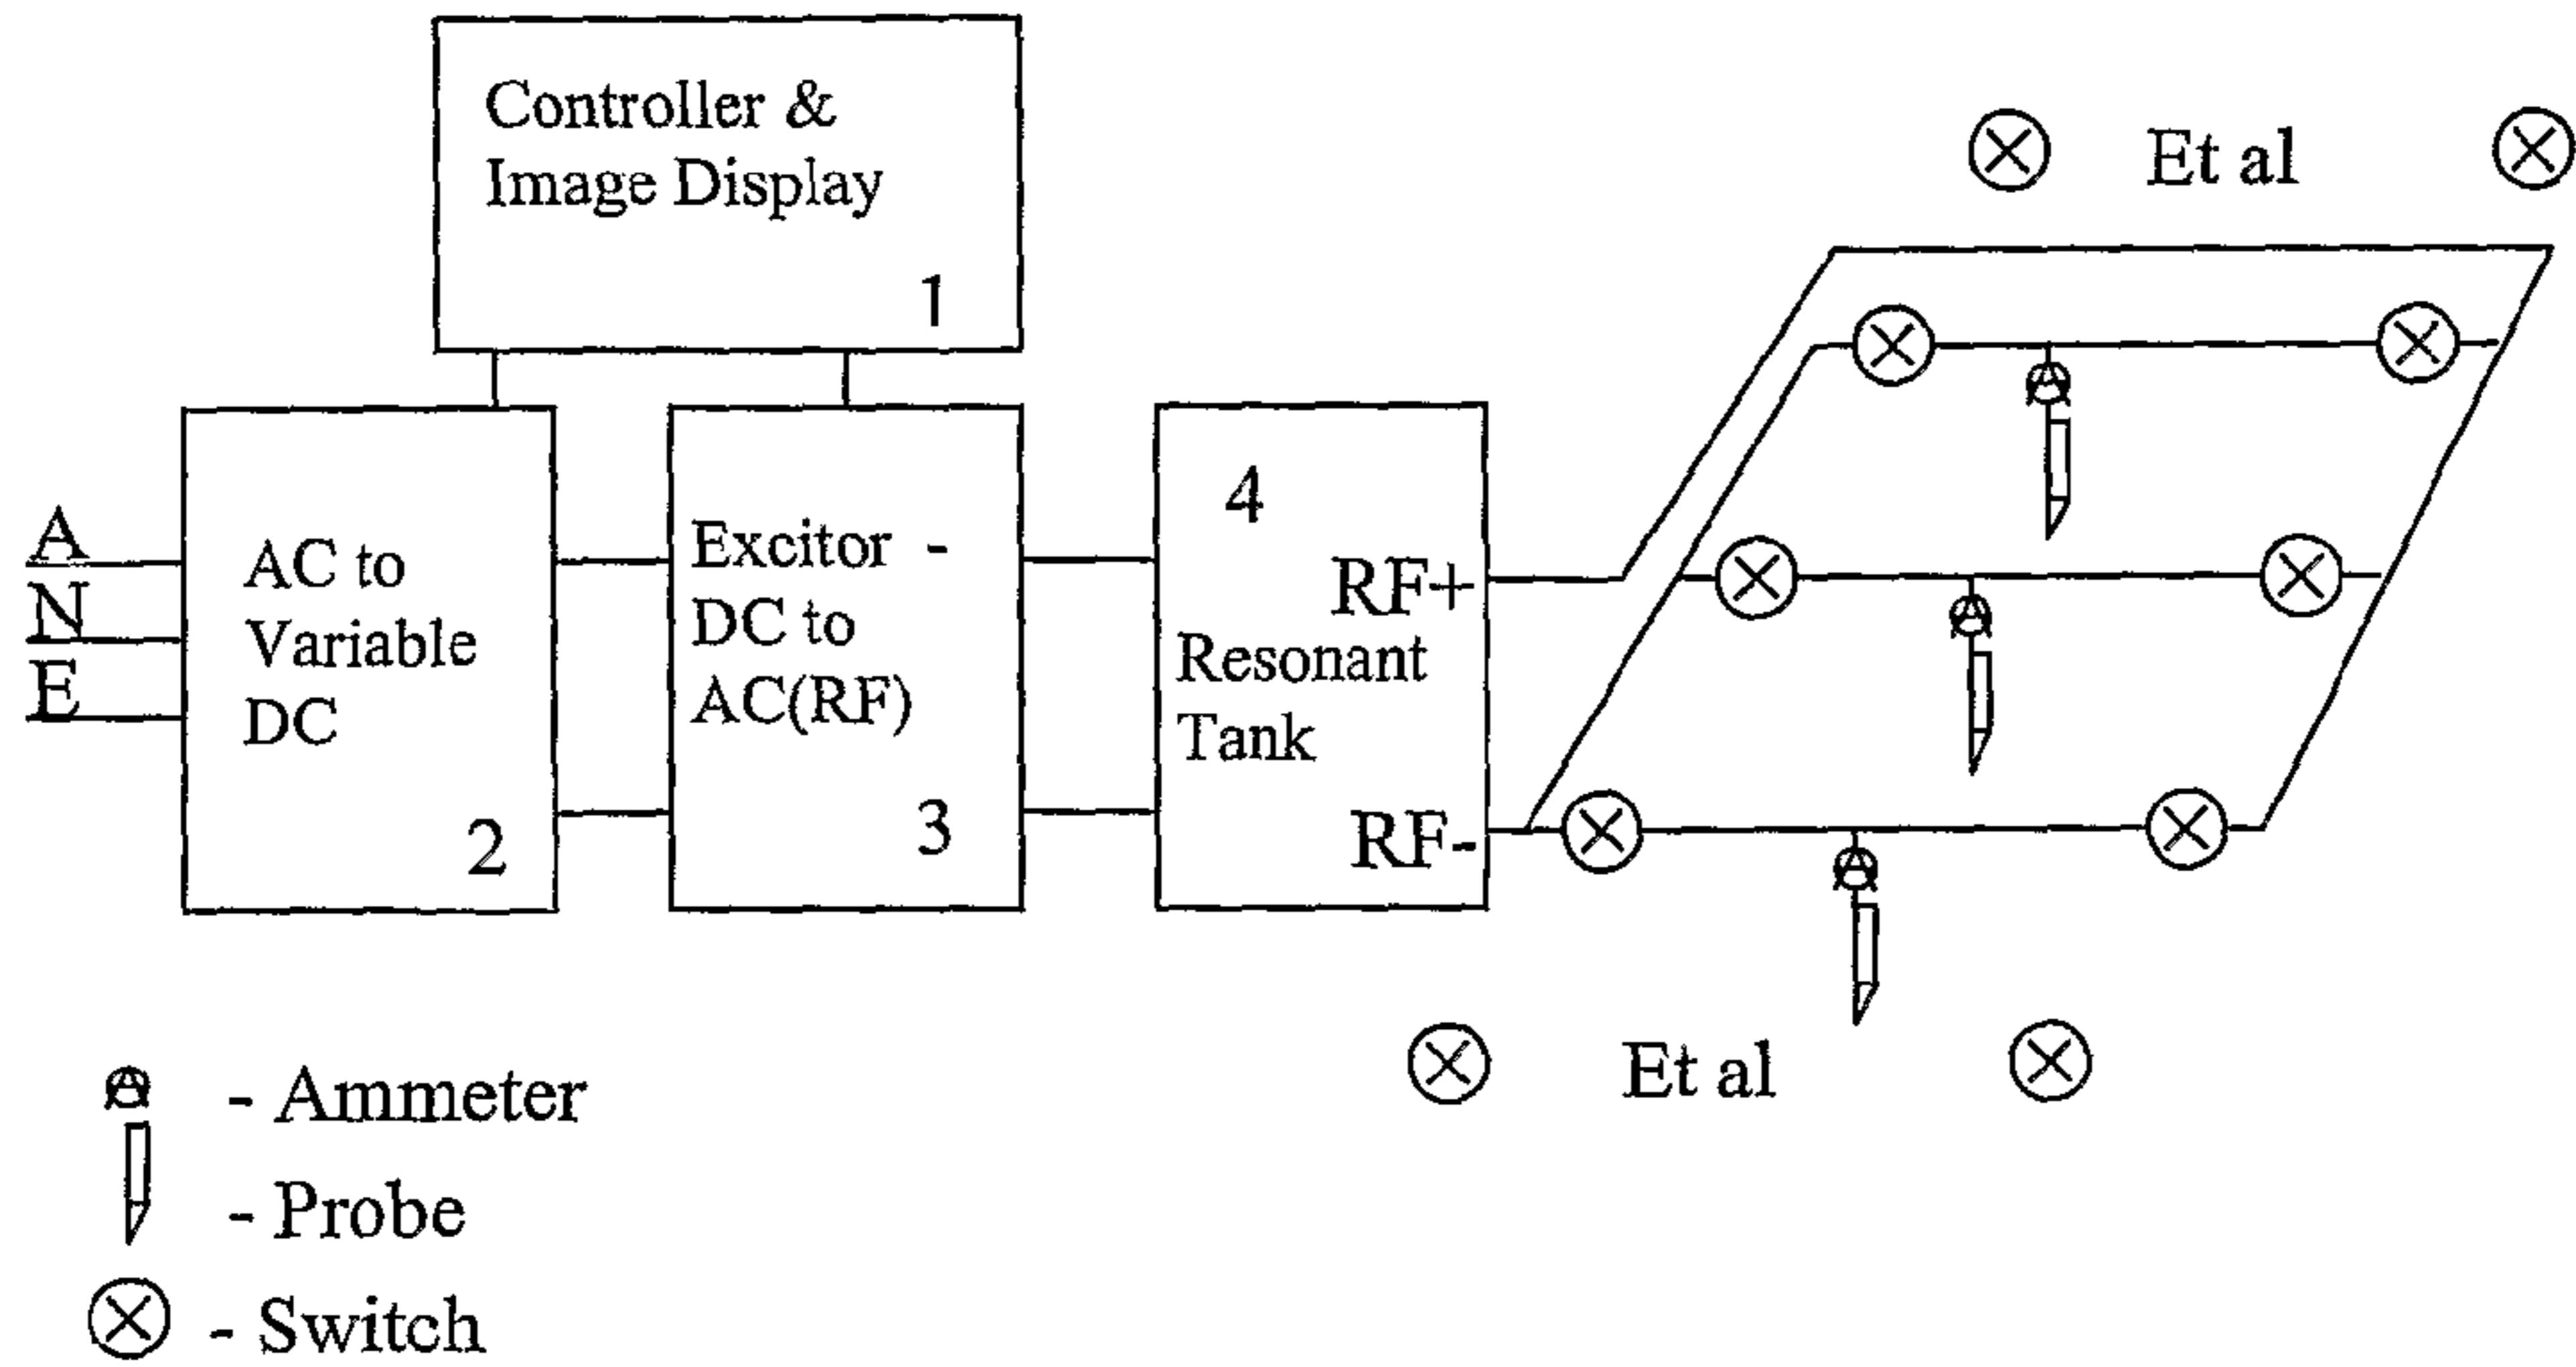 Controller &
Image Display
1
Et al
A
N
E
AC to
Variable
DC
2
Excitor -
DC to
AC(RF)
3
4
RF+
Resonant
Tank
RF-
A
A
A
Et al
A - Ammeter
- Probe
- Switch